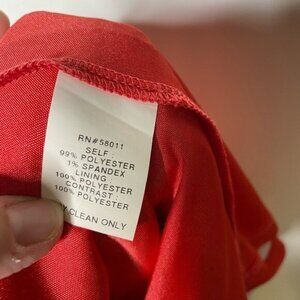 RN#58011
SELF
99% POLYESTER
1% SPANDEX
LINING
100% POLYESTER
CONTRAST
100% POLYESTER
CLEAN ONLY